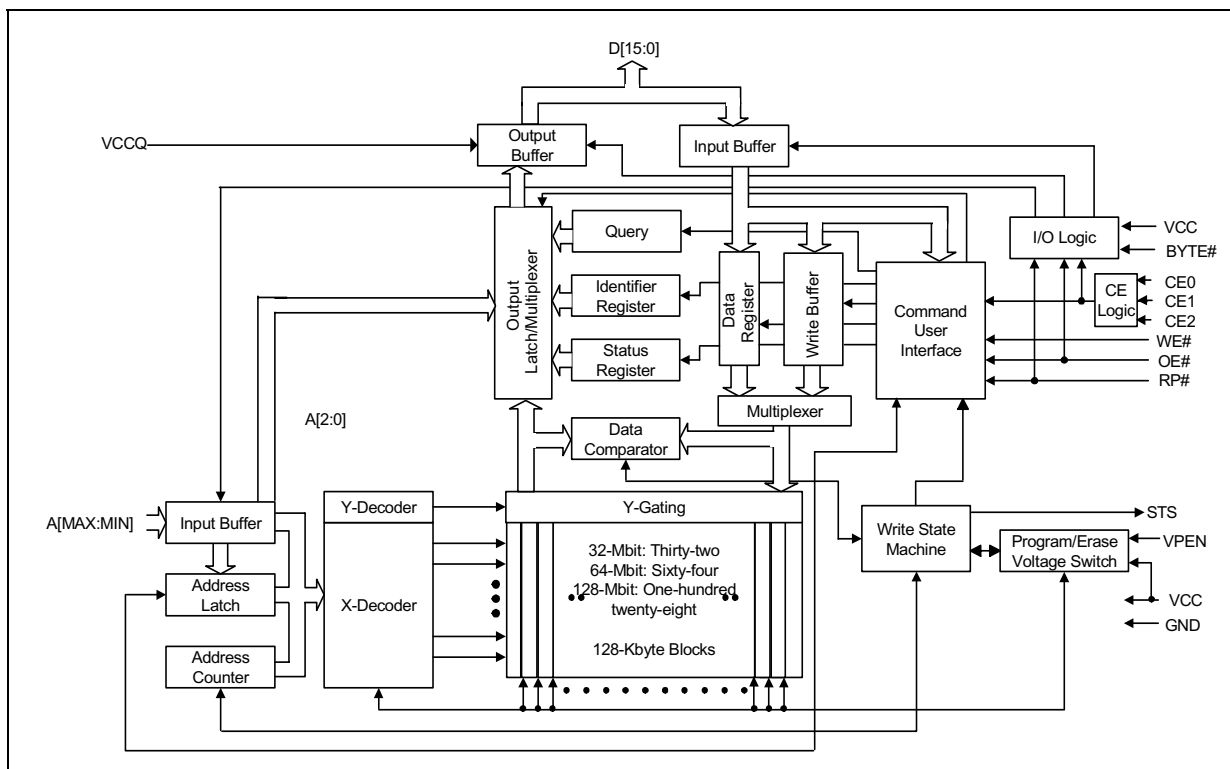 D[15:0]
VCCQ
Output
Buffer
Input Buffer
Output
Latch/Multiplexer
Query
Identifier
Register
Status
Register
Data
Register
Write Buffer
Command
User
Interface
I/O Logic
VCC
BYTE#
CE
Logic
CE0
CE1
CE2
WE#
OE#
RP#
Multiplexer
A[2:0]
Data
Comparator
A[MAX:MIN]
Input Buffer
Y-Decoder
Y-Gating
Address
Latch
X-Decoder
32-Mbit: Thirty-two
64-Mbit: Sixty-four
128-Mbit: One-hundred
twenty-eight
128-Kbyte Blocks
Address
Counter
Write State
Machine
Program/Erase
Voltage Switch
STS
VPEN
VCC
GND